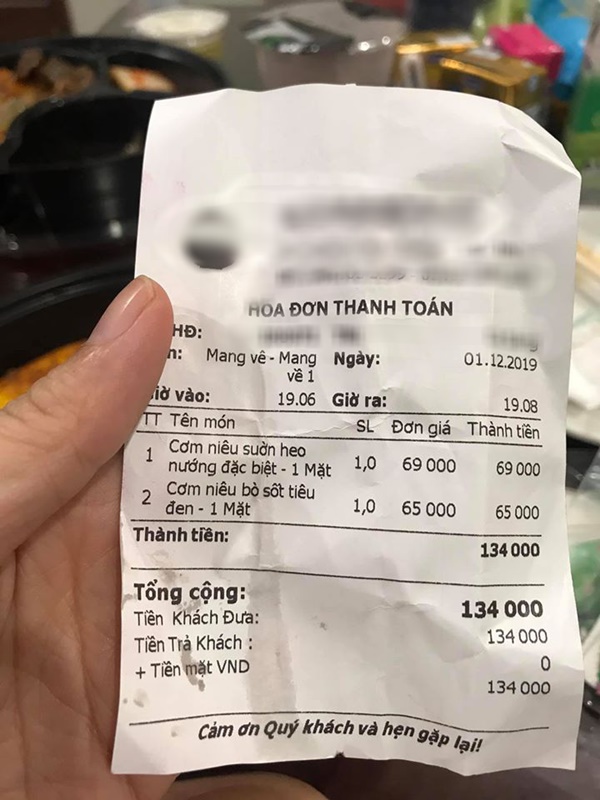 HÓA ĐƠN THANH TOÁN
HĐ:
Mang vê - Mang Ngày: 01.12.2019
về 1
Giờ vào: 19.06 Giờ ra: 19.08
TT Tên món SL Đơn giá Thành tiền
1 Cơm niêu sườn heo
nướng đặc biệt - 1 Mặt 1,0 69 000 69 000
2 Cơm niêu bò sốt tiêu
đen - 1 Mặt 1,0 65 000 65 000
Thành tiền: 134 000
Tổng cộng: 134 000
Tiền Khách Đưa: 134 000
Tiền Trả Khách : 0
+ Tiền mặt VND 134 000
Cảm ơn Quý khách và hẹn gặp lại!